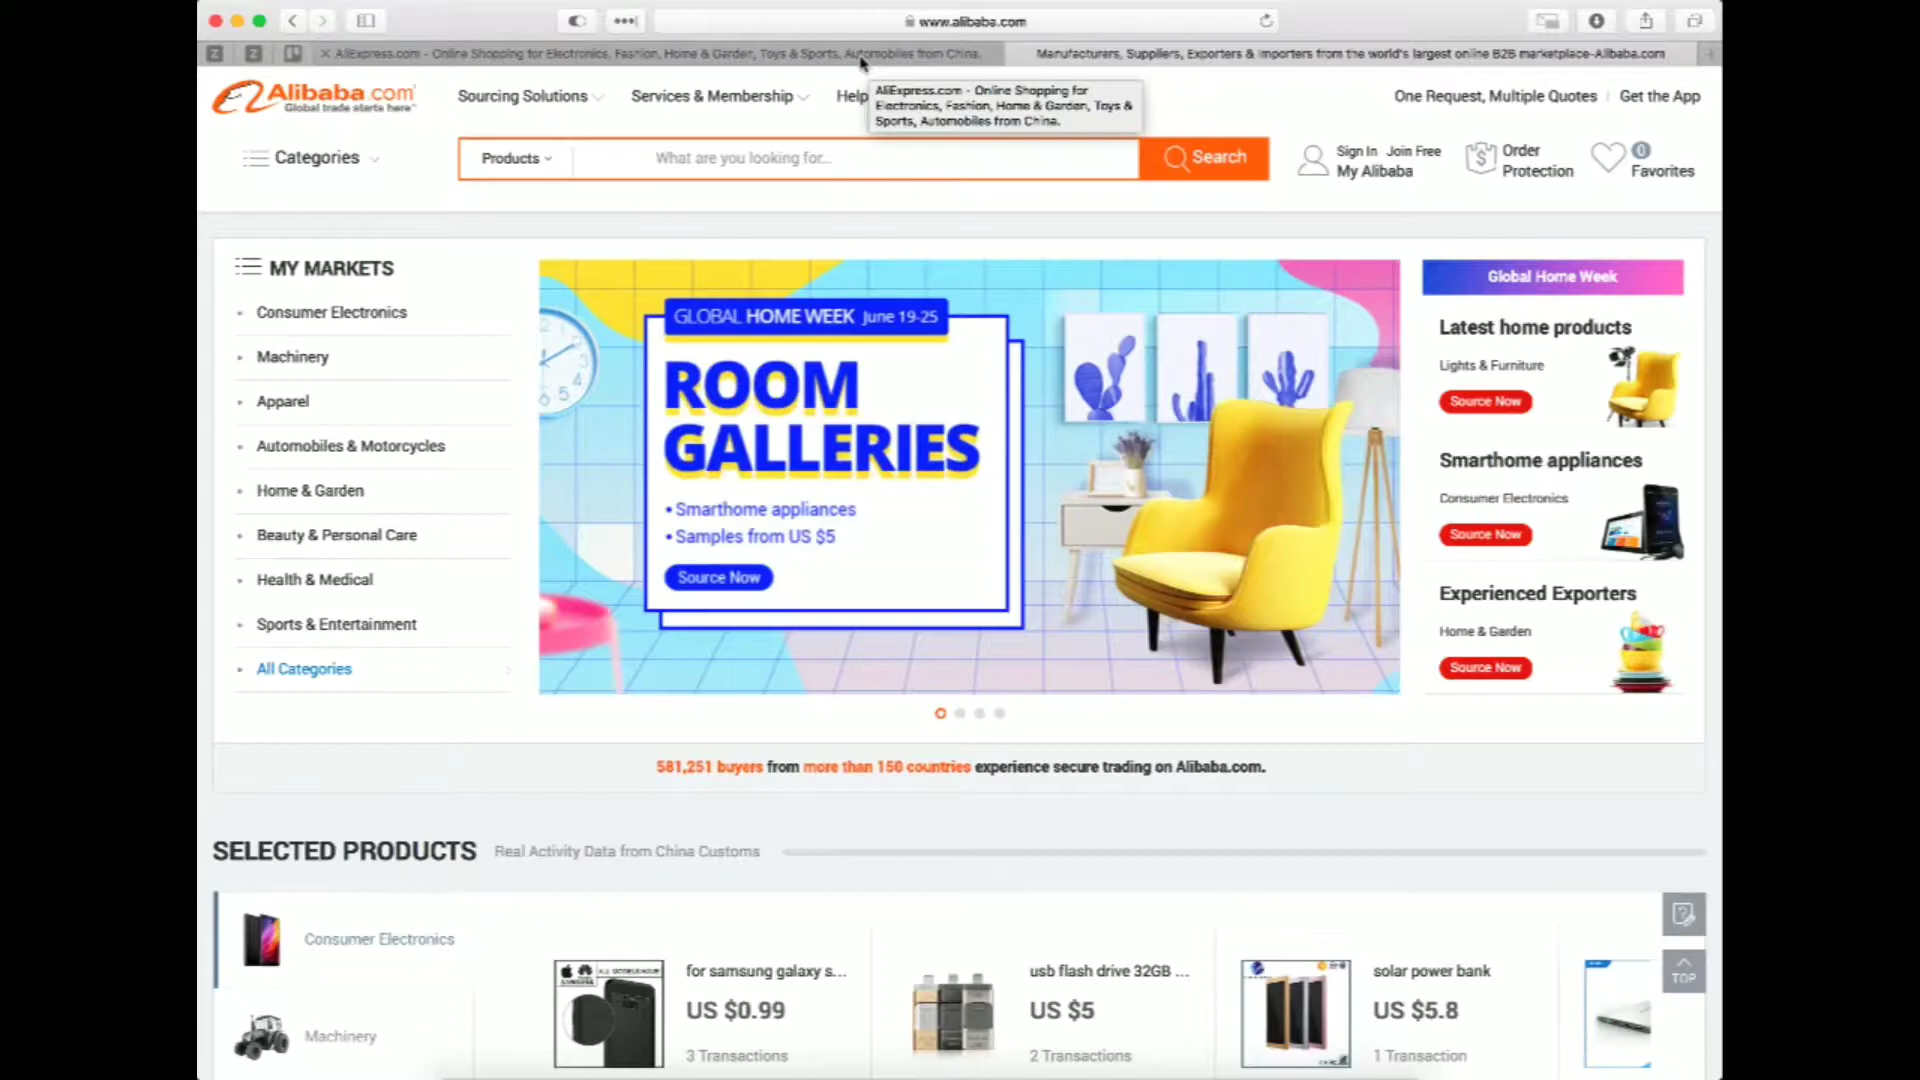 www.alibaba.com
AliExpress.com - Online Shopping for Electronics, Fashion, Home & Garden, Toys & Sports, Automobiles from China.
Manufacturers, Suppliers, Exporters & Importers from the world's largest online B2B marketplace-Alibaba.com
Alibaba.com
Global trade starts here™
Sourcing Solutions
Services & Membership
Help
AliExpress.com - Online Shopping for
Electronics, Fashion, Home & Garden, Toys &
Sports, Automobiles from China.
One Request, Multiple Quotes
Get the App
Categories
Products
What are you looking for...
Search
Sign In Join Free
My Alibaba
Order
Protection
0
Favorites
MY MARKETS
Consumer Electronics
Machinery
Apparel
Automobiles & Motorcycles
Home & Garden
Beauty & Personal Care
Health & Medical
Sports & Entertainment
All Categories
GLOBAL HOME WEEK June 19-25
ROOM
GALLERIES
• Smarthome appliances
• Samples from US $5
Source Now
Global Home Week
Latest home products
Lights & Furniture
Source Now
Smarthome appliances
Consumer Electronics
Source Now
Experienced Exporters
Home & Garden
Source Now
581,251 buyers from more than 150 countries experience secure trading on Alibaba.com.
SELECTED PRODUCTS
Real Activity Data from China Customs
Consumer Electronics
Machinery
for samsung galaxy s...
US $0.99
3 Transactions
usb flash drive 32GB ...
US $5
2 Transactions
solar power bank
US $5.8
1 Transaction
TOP